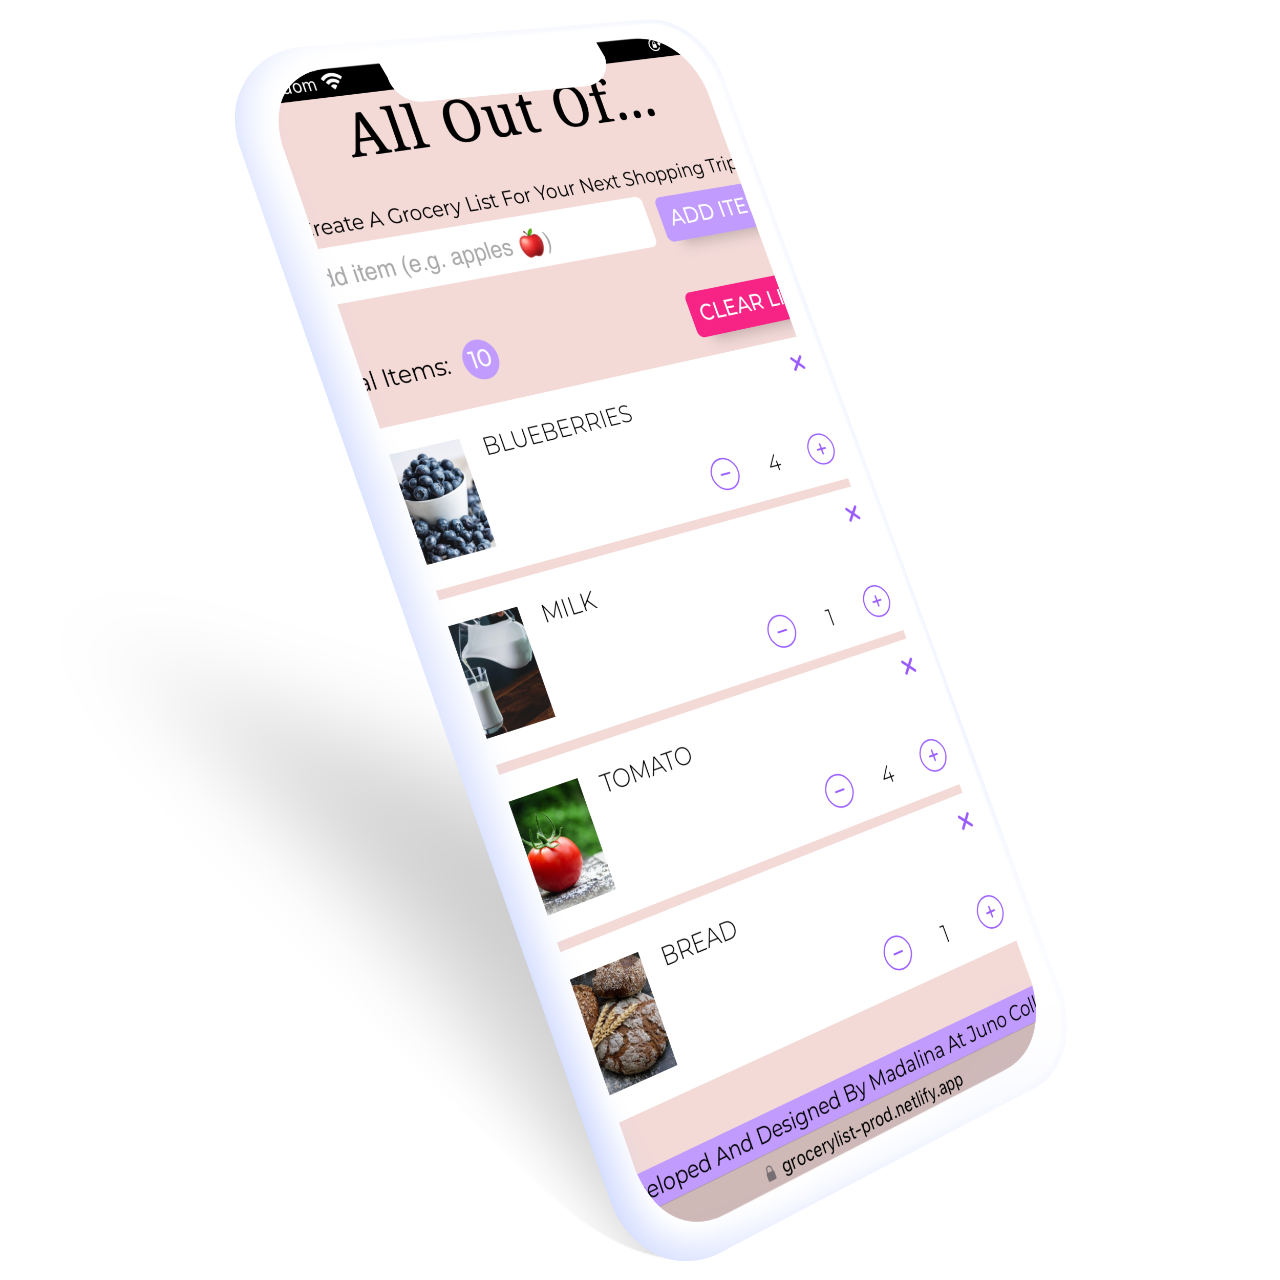 dom
All Out Of...
Create A Grocery List For Your Next Shopping Trip
dd item (e.g. apples 🍎)
ADD ITE
CLEAR LI
al Items: 10
×
BLUEBERRIES
− 4 +
×
MILK
− 1 +
×
TOMATO
− 4 +
×
BREAD
− 1 +
eloped And Designed By Madalina At Juno Coll
grocerylist-prod.netlify.app